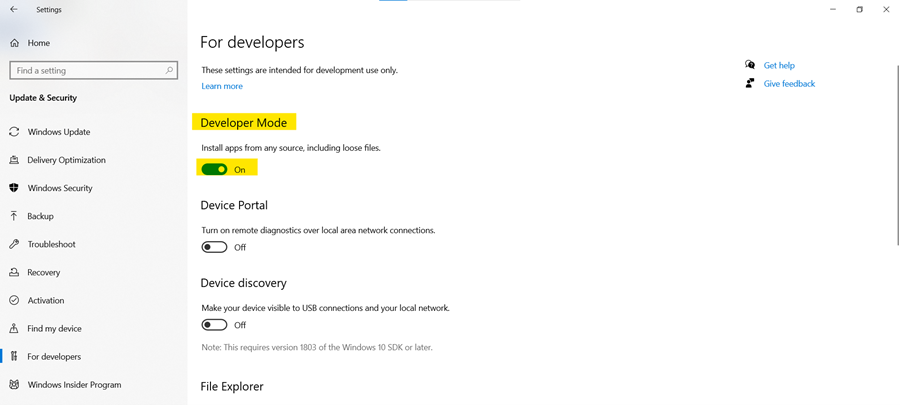 Settings
Home
Find a setting
Update & Security
Windows Update
Delivery Optimization
Windows Security
Backup
Troubleshoot
Recovery
Activation
Find my device
For developers
Windows Insider Program
For developers
These settings are intended for development use only.
Learn more
Developer Mode
Install apps from any source, including loose files.
On
Device Portal
Turn on remote diagnostics over local area network connections.
Off
Device discovery
Make your device visible to USB connections and your local network.
Off
Note: This requires version 1803 of the Windows 10 SDK or later.
File Explorer
Get help
Give feedback